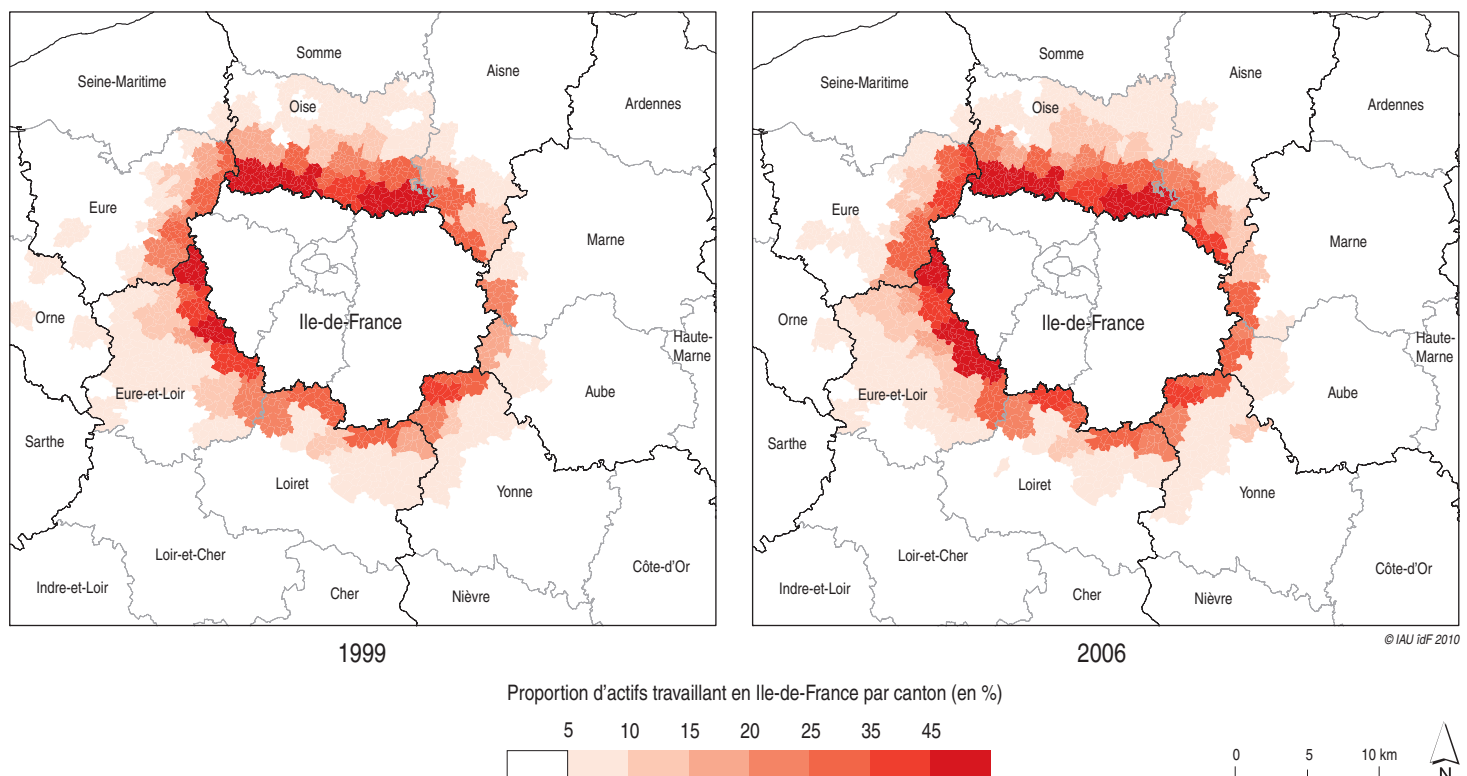 Somme
Aisne
Seine-Maritime
Oise
Ardennes
Eure
Marne
Orne
Ile-de-France
Haute-
Marne
Eure-et-Loir
Aube
Sarthe
Loiret
Yonne
Loir-et-Cher
Côte-d'Or
Indre-et-Loir
Cher
Nièvre
1999
Somme
Aisne
Seine-Maritime
Oise
Ardennes
Eure
Marne
Orne
Ile-de-France
Haute-
Marne
Eure-et-Loir
Aube
Sarthe
Loiret
Yonne
Loir-et-Cher
Côte-d'Or
Indre-et-Loir
Cher
Nièvre
2006
© IAU îdF 2010
Proportion d'actifs travaillant en Ile-de-France par canton (en %)
5 10 15 20 25 35 45
0 5 10 km
N